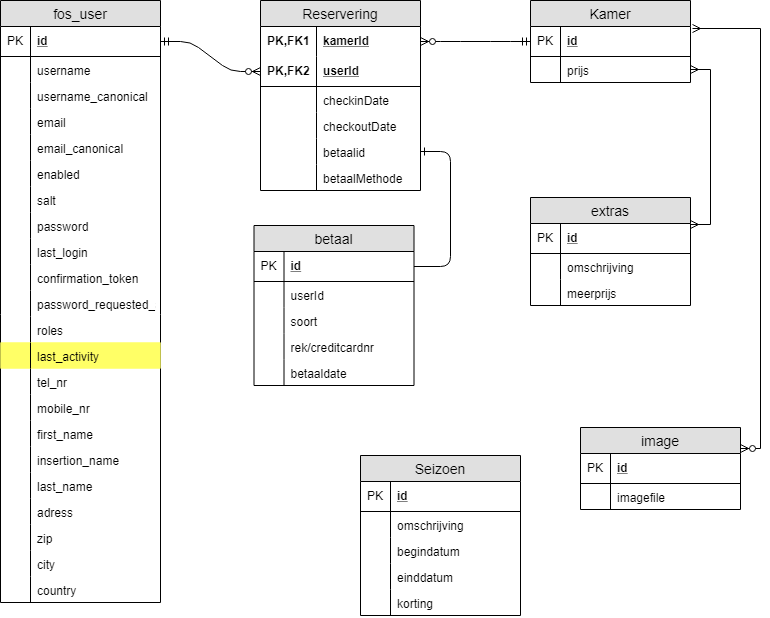 fos_user
PK id
username
username_canonical
email
email_canonical
enabled
salt
password
last_login
confirmation_token
password_requested_
roles
last_activity
tel_nr
mobile_nr
first_name
insertion_name
last_name
adress
zip
city
country
Reservering
PK,FK1 kamerId
PK,FK2 userId
checkinDate
checkoutDate
betaalid
betaalMethode
betaal
PK id
userId
soort
rek/creditcardnr
betaaldate
Kamer
PK id
prijs
extras
PK id
omschrijving
meerprijs
image
PK id
imagefile
Seizoen
PK id
omschrijving
begindatum
einddatum
korting